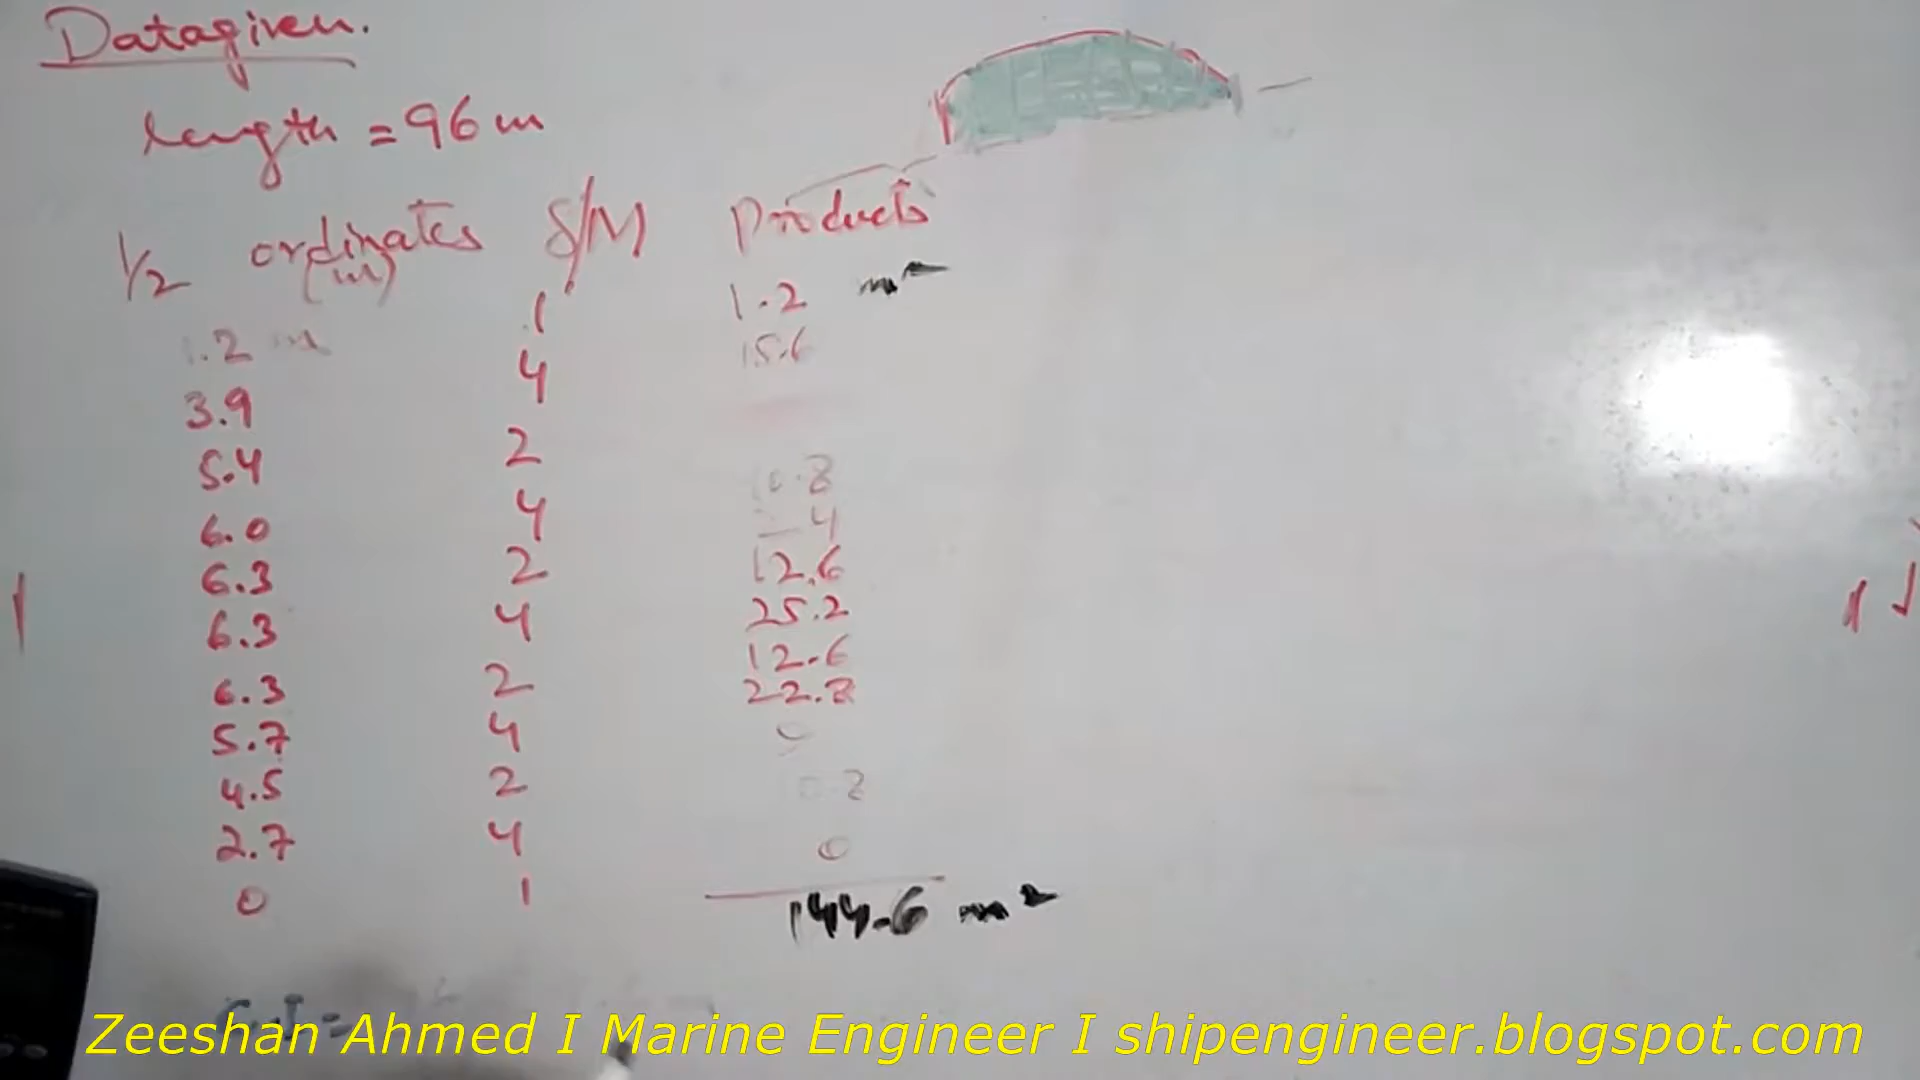 Datagiven.
length = 96 m
1/2 ordinates S/M Products
(m)
1 1.2 m
1.2 m 15.6
4
3.9
2
5.4 10.8
4 4
6.0
2 12.6
6.3
4 25.2
6.3
2 12.6
6.3 22.8
4 0
5.7
2 .2
4.5
4 0
2.7
0 1 144.6 m²
Zeeshan Ahmed I Marine Engineer I shipengineer.blogspot.com